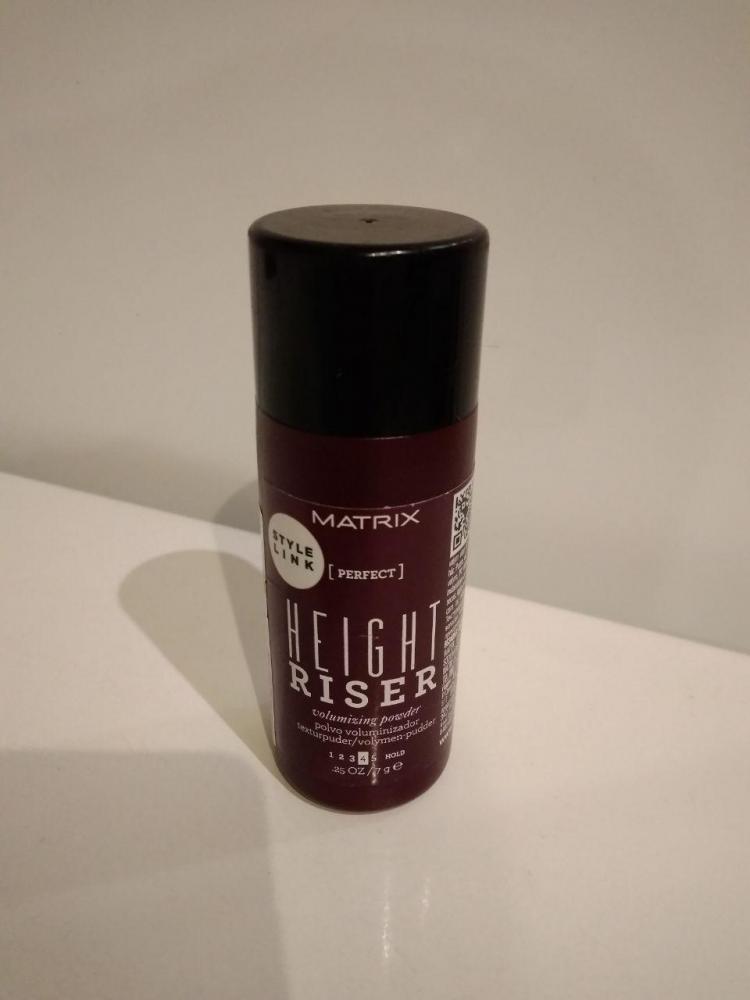 MATRIX
STYLE
LINK
[ PERFECT ]
HEIGHT
RISER
volumizing powder
polvo voluminizador
texturpuder/volymen-pudder
1 2 3 4 5 HOLD
.25 OZ/7 g e